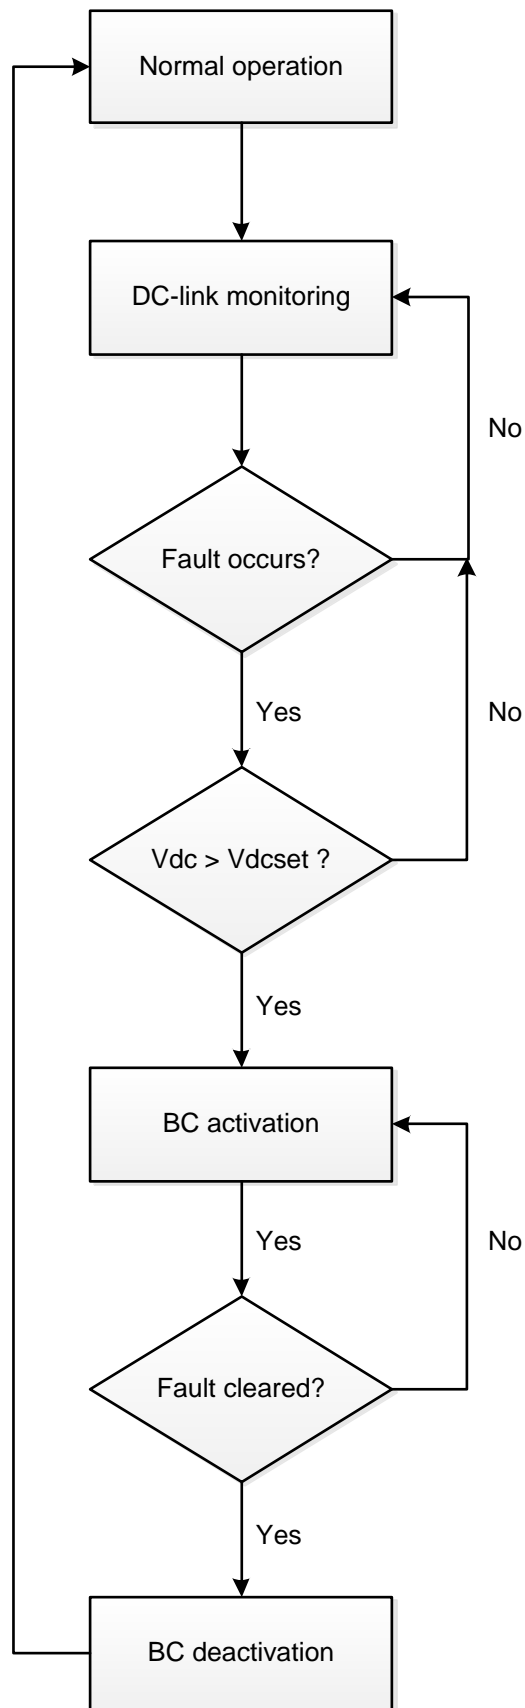 Normal operation
DC-link monitoring
No
Fault occurs?
Yes
No
Vdc > Vdcset ?
Yes
BC activation
Yes
No
Fault cleared?
Yes
BC deactivation